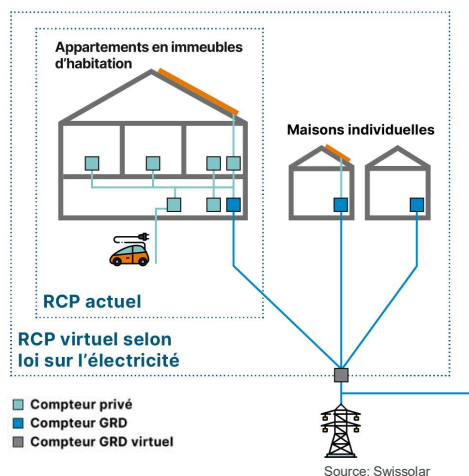 Appartements en immeubles
d’habitation
Maisons individuelles
RCP actuel
RCP virtuel selon
loi sur l’électricité
Compteur privé
Compteur GRD
Compteur GRD virtuel
Source: Swissolar